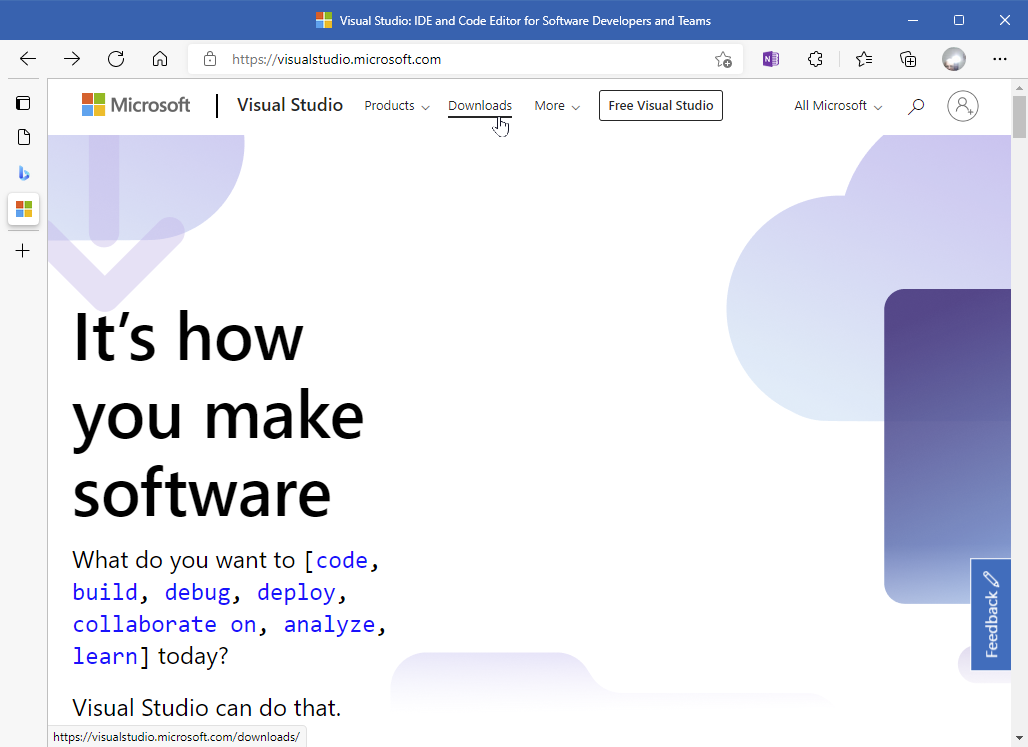 Visual Studio: IDE and Code Editor for Software Developers and Teams
https://visualstudio.microsoft.com
Microsoft Visual Studio Products Downloads More Free Visual Studio All Microsoft
It’s how
you make
software
What do you want to [code,
build, debug, deploy,
collaborate on, analyze,
learn] today?
Visual Studio can do that.
Feedback
https://visualstudio.microsoft.com/downloads/